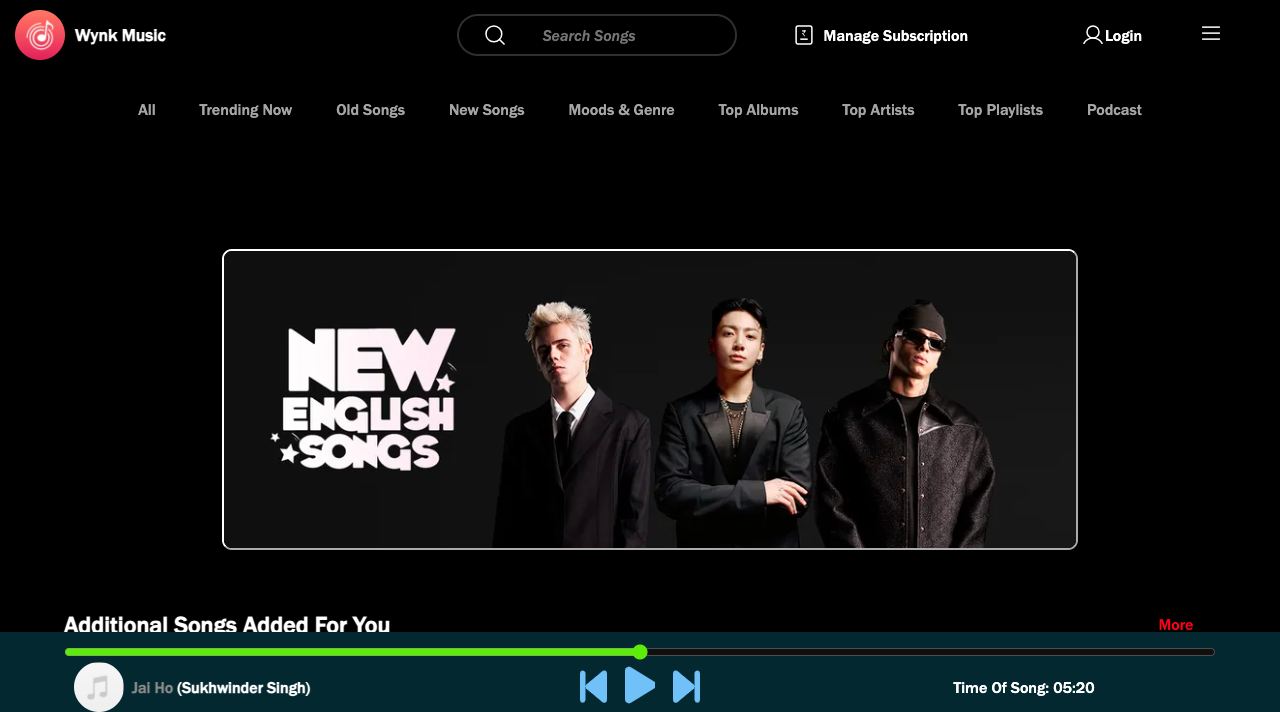 Wynk Music
Search Songs
Manage Subscription
Login
All
Trending Now
Old Songs
New Songs
Moods & Genre
Top Albums
Top Artists
Top Playlists
Podcast
NEW
ENGLISH
SONGS
Additional Songs Added For You
More
Jai Ho (Sukhwinder Singh)
Time Of Song: 05:20